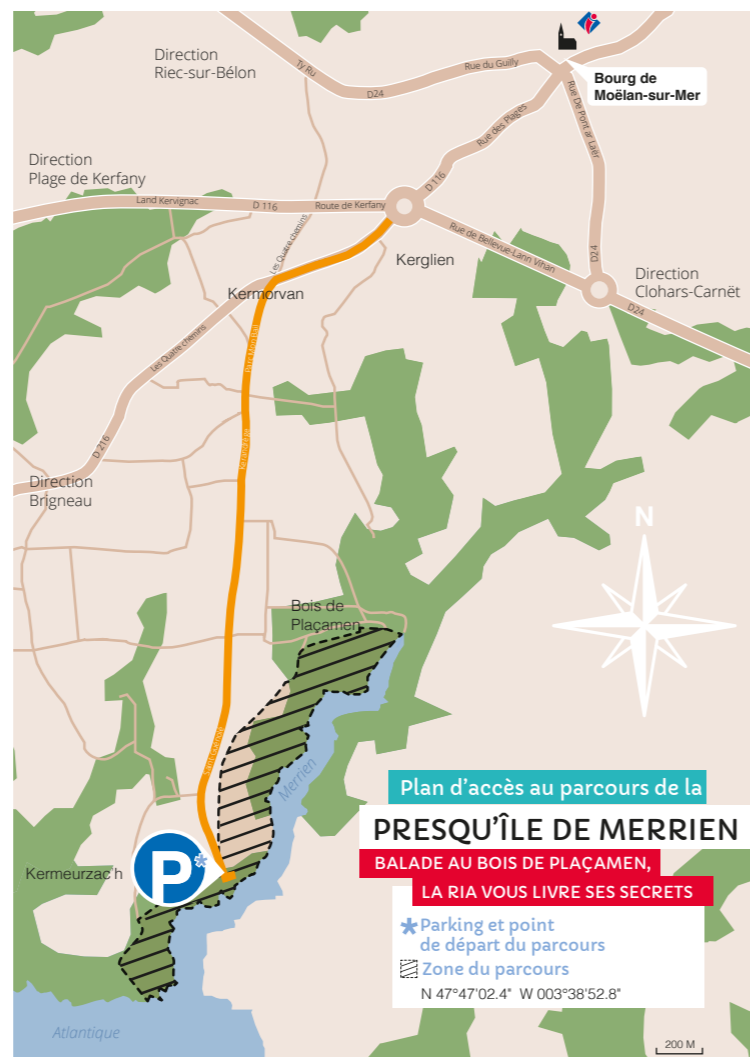 Direction
Riec-sur-Bélon
Ty Ru
D24
Rue du Guilly
Bourg de
Moëlan-sur-Mer
Rue des Plages
Rue De Pont ar Laër
D 116
Direction
Plage de Kerfany
Land Kervignac
D 116
Route de Kerfany
Les Quatre chemins
Rue de Bellevue-Lann Vihan
D24
Kerglien
Direction
Clohars-Carnët
D24
Kermorvan
Les Quatre chemins
D 216
Direction
Brigneau
N
Bois de
Plaçamen
Saint Guénolé
Merrien
Kermeurzac'h
P*
Plan d'accès au parcours de la
PRESQU'ÎLE DE MERRIEN
BALADE AU BOIS DE PLAÇAMEN,
LA RIA VOUS LIVRE SES SECRETS
* Parking et point
de départ du parcours
Zone du parcours
N 47°47'02.4" W 003°38'52.8"
Atlantique
200 M